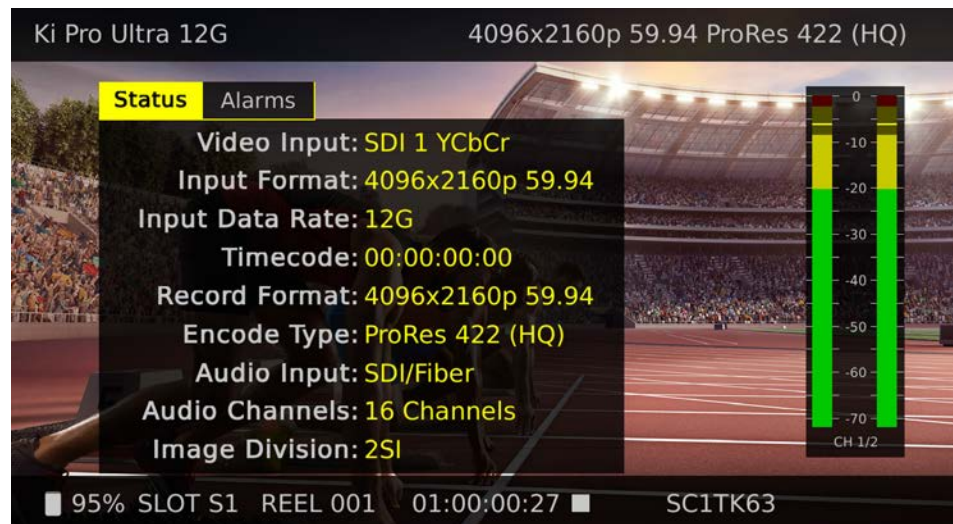 Ki Pro Ultra 12G 4096x2160p 59.94 ProRes 422 (HQ)
Status Alarms
Video Input: SDI 1 YCbCr
Input Format: 4096x2160p 59.94
Input Data Rate: 12G
Timecode: 00:00:00:00
Record Format: 4096x2160p 59.94
Encode Type: ProRes 422 (HQ)
Audio Input: SDI/Fiber
Audio Channels: 16 Channels
Image Division: 2SI
0
-10
-20
-30
-40
-50
-60
-70
CH 1/2
95% SLOT S1 REEL 001 01:00:00:27 SC1TK63